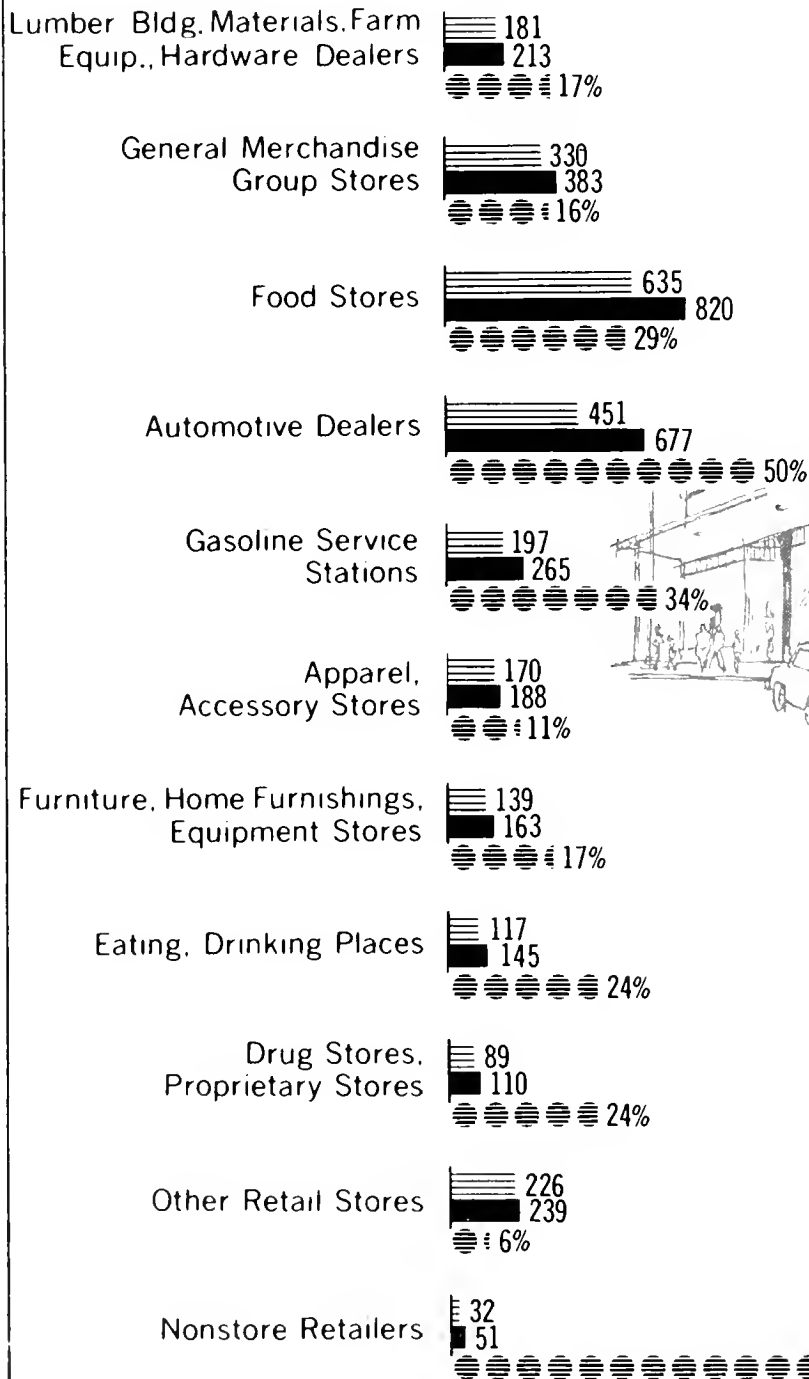 Lumber Bldg. Materials, Farm
Equip., Hardware Dealers
181
213
17%
General Merchandise
Group Stores
330
383
16%
Food Stores
635
820
29%
Automotive Dealers
451
677
50%
Gasoline Service
Stations
197
265
34%
Apparel,
Accessory Stores
170
188
11%
Furniture, Home Furnishings,
Equipment Stores
139
163
17%
Eating, Drinking Places
117
145
24%
Drug Stores,
Proprietary Stores
89
110
24%
Other Retail Stores
226
239
6%
Nonstore Retailers
32
51